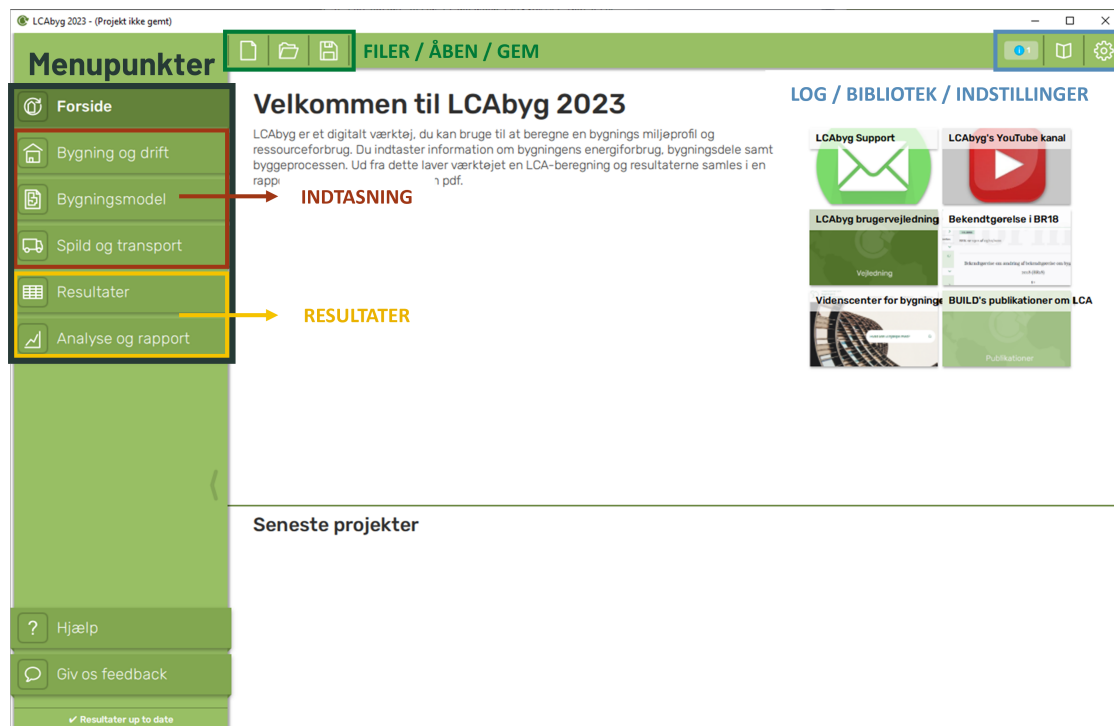 LCAbyg 2023 - (Projekt ikke gemt)
Menupunkter
FILER / ÅBEN / GEM
1
LOG / BIBLIOTEK / INDSTILLINGER
Forside
Bygning og drift
Bygningsmodel
Spild og transport
Resultater
Analyse og rapport
INDTASNING
RESULTATER
Velkommen til LCAbyg 2023
LCAbyg er et digitalt værktøj, du kan bruge til at beregne en bygnings miljøprofil og
ressourceforbrug. Du indtaster information om bygningens energiforbrug, bygningsdele samt
byggeprocessen. Ud fra dette laver værktøjet en LCA-beregning og resultaterne samles i en
pdf.
LCAbyg Support
LCAbyg's YouTube kanal
LCAbyg brugervejledning
Vejledning
Bekendtgørelse i BR18
Videnscenter for bygninge
BUILD's publikationer om LCA
Publikationer
Seneste projekter
? Hjælp
Giv os feedback
✓ Resultater up to date